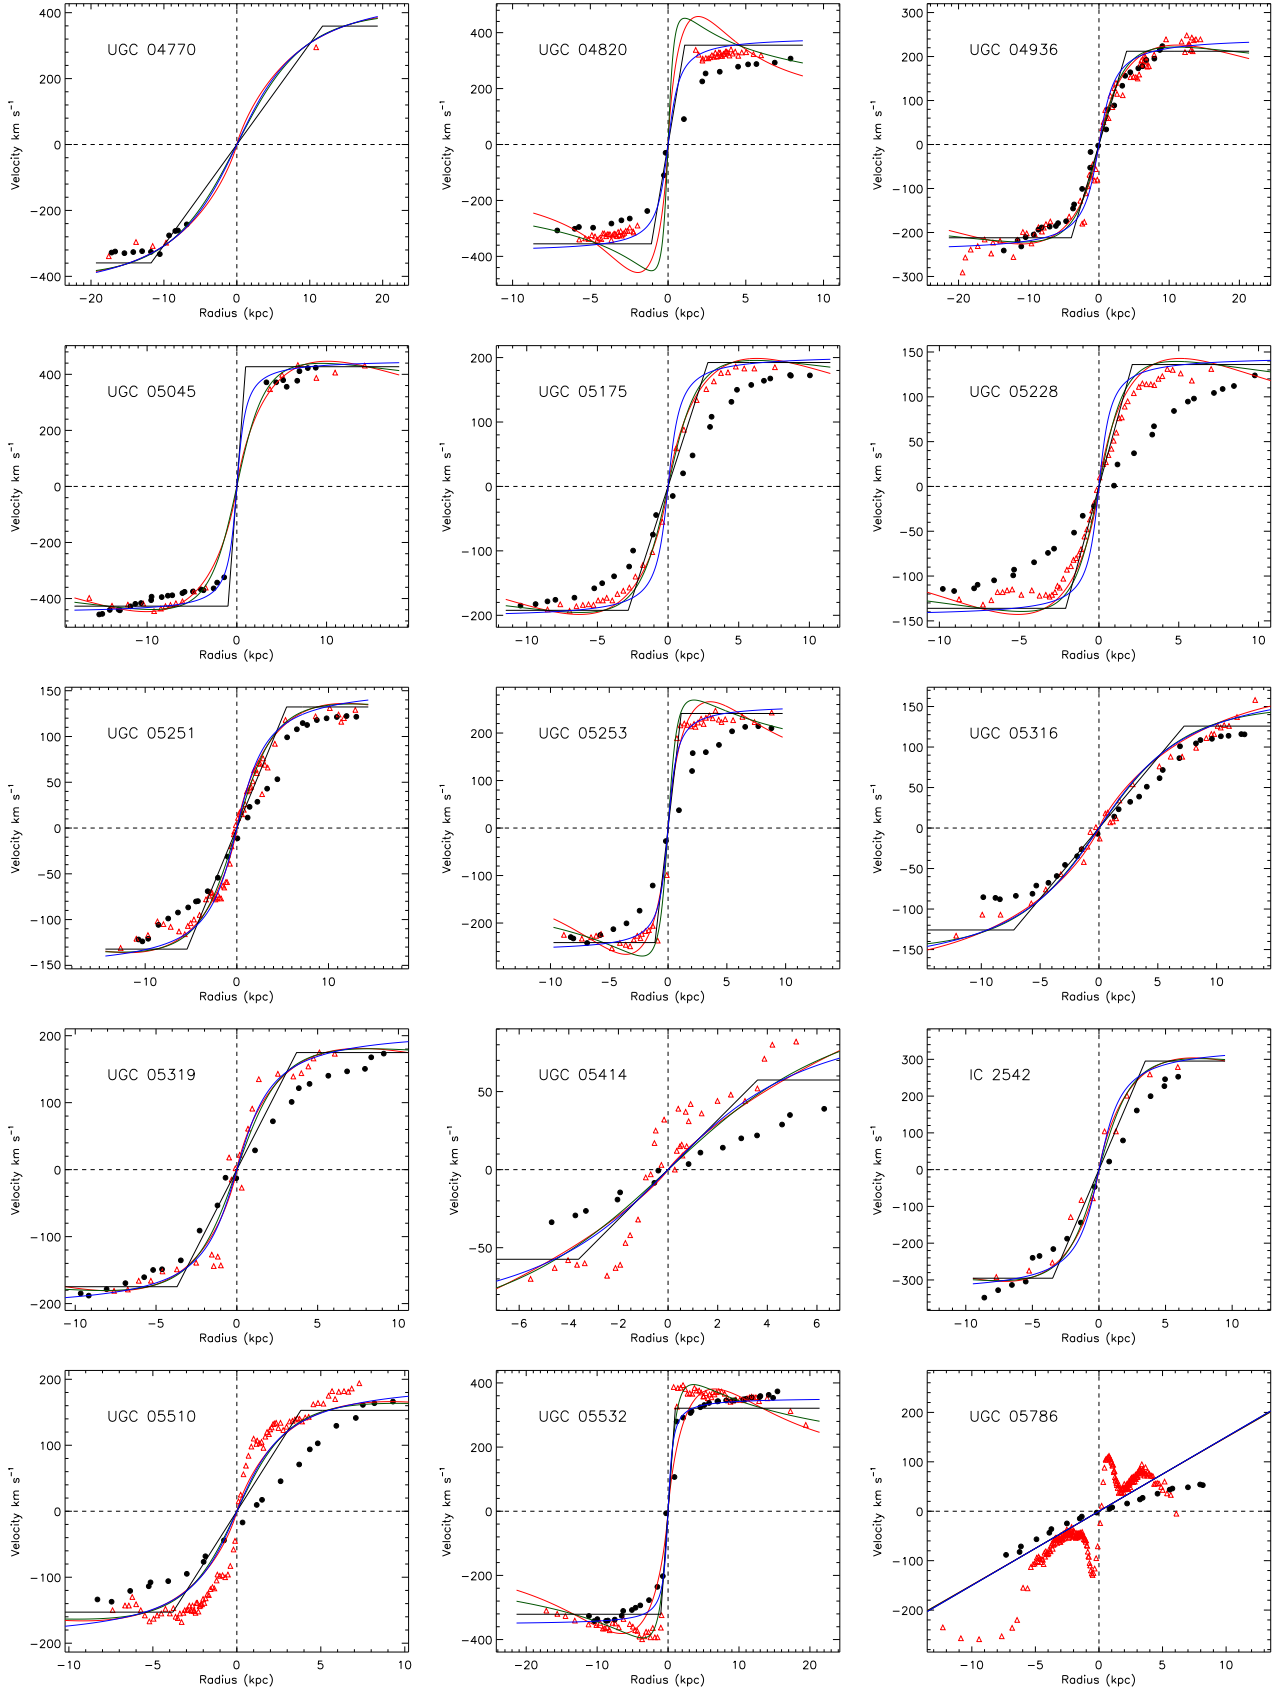 UGC 04770
Velocity km s⁻¹
400
200
0
−200
−400
−20 −10 0 10 20
Radius (kpc)
UGC 04820
Velocity km s⁻¹
400
200
0
−200
−400
−10 −5 0 5 10
Radius (kpc)
UGC 04936
Velocity km s⁻¹
300
200
100
0
−100
−200
−300
−20 −10 0 10 20
Radius (kpc)
UGC 05045
Velocity km s⁻¹
400
200
0
−200
−400
−10 0 10
Radius (kpc)
UGC 05175
Velocity km s⁻¹
200
100
0
−100
−200
−10 −5 0 5 10
Radius (kpc)
UGC 05228
Velocity km s⁻¹
150
100
50
0
−50
−100
−150
−10 −5 0 5 10
Radius (kpc)
UGC 05251
Velocity km s⁻¹
150
100
50
0
−50
−100
−150
−10 0 10
Radius (kpc)
UGC 05253
Velocity km s⁻¹
200
100
0
−100
−200
−10 −5 0 5 10
Radius (kpc)
UGC 05316
Velocity km s⁻¹
150
100
50
0
−50
−100
−150
−10 −5 0 5 10
Radius (kpc)
UGC 05319
Velocity km s⁻¹
200
100
0
−100
−200
−10 −5 0 5 10
Radius (kpc)
UGC 05414
Velocity km s⁻¹
50
0
−50
−6 −4 −2 0 2 4 6
Radius (kpc)
IC 2542
Velocity km s⁻¹
300
200
100
0
−100
−200
−300
−10 −5 0 5 10
Radius (kpc)
UGC 05510
Velocity km s⁻¹
200
100
0
−100
−200
−10 −5 0 5 10
Radius (kpc)
UGC 05532
Velocity km s⁻¹
400
200
0
−200
−400
−20 −10 0 10 20
Radius (kpc)
UGC 05786
Velocity km s⁻¹
200
100
0
−100
−200
−10 −5 0 5 10
Radius (kpc)